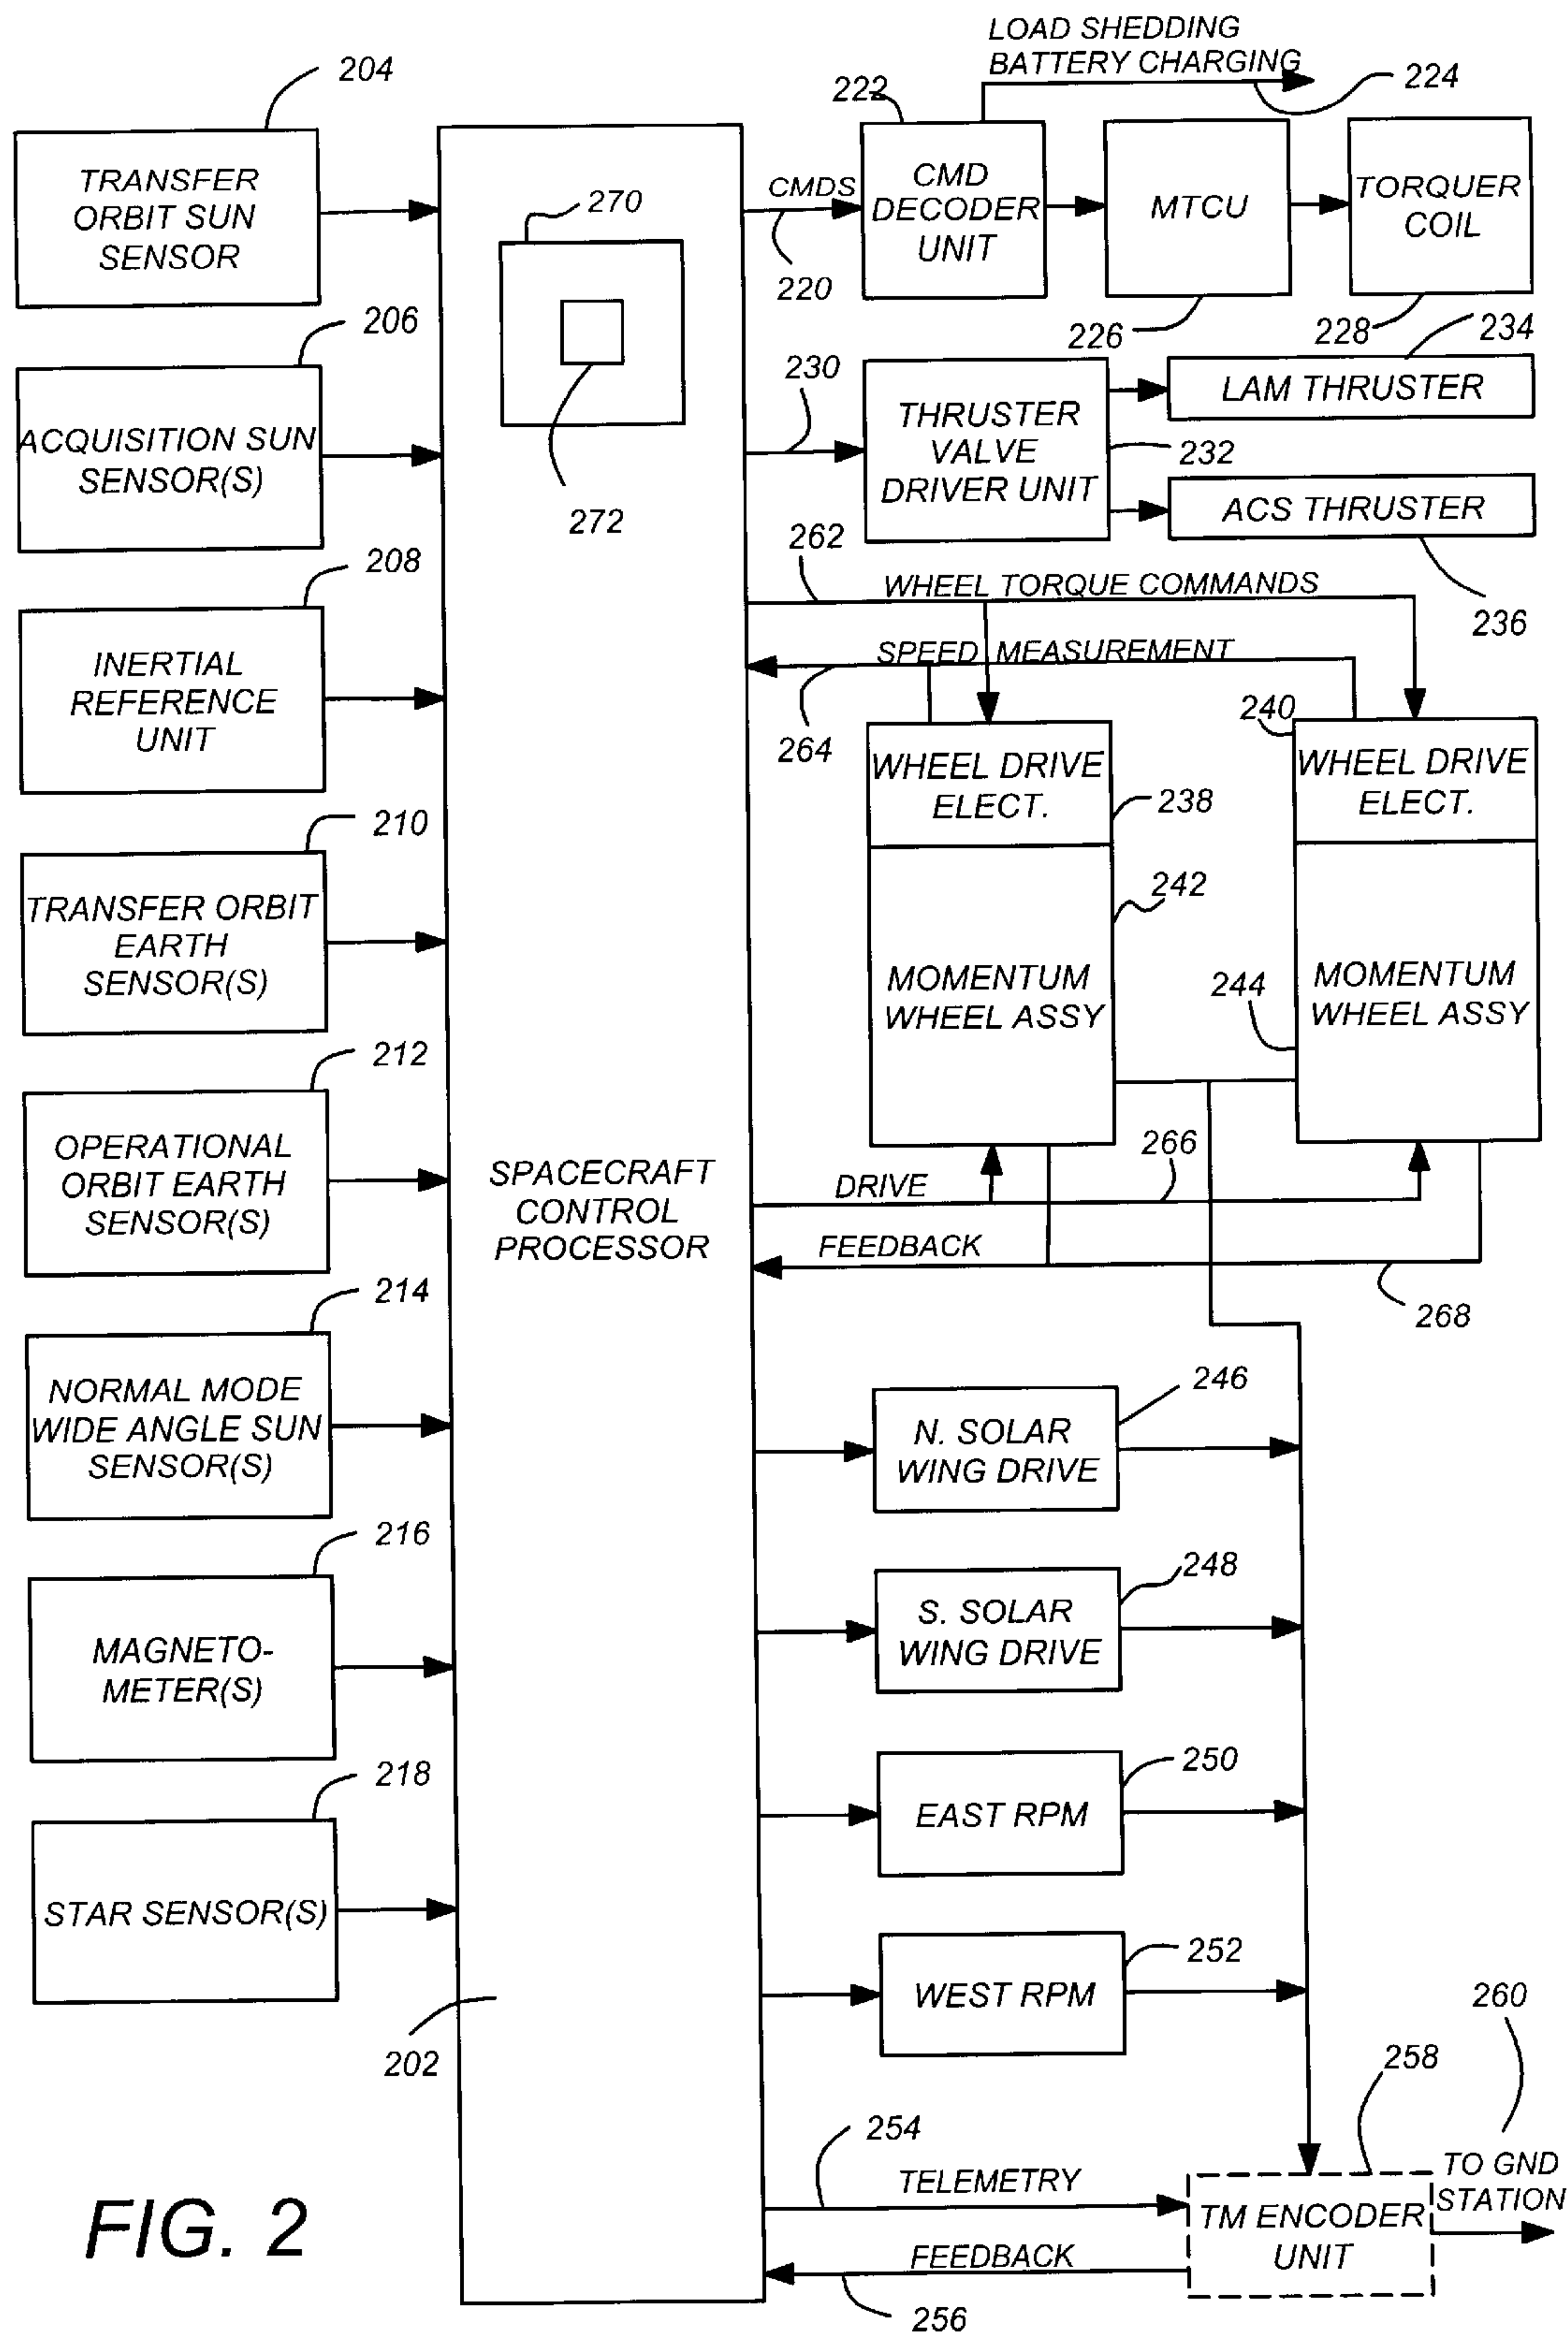 LOAD SHEDDING
BATTERY CHARGING
224
204
TRANSFER
ORBIT SUN
SENSOR
206
ACQUISITION SUN
SENSOR(S)
208
INERTIAL
REFERENCE
UNIT
210
TRANSFER ORBIT
EARTH
SENSOR(S)
212
OPERATIONAL
ORBIT EARTH
SENSOR(S)
214
NORMAL MODE
WIDE ANGLE SUN
SENSOR(S)
216
MAGNETO-
METER(S)
218
STAR SENSOR(S)
270
272
SPACECRAFT
CONTROL
PROCESSOR
202
CMDS
220
222
CMD
DECODER
UNIT
MTCU
226
TORQUER
COIL
228
230
THRUSTER
VALVE
DRIVER UNIT
232
234
LAM THRUSTER
ACS THRUSTER
236
262
WHEEL TORQUE COMMANDS
SPEED MEASUREMENT
264
WHEEL DRIVE
ELECT.
238
MOMENTUM
WHEEL ASSY
242
240
WHEEL DRIVE
ELECT.
244
MOMENTUM
WHEEL ASSY
DRIVE
266
FEEDBACK
268
N. SOLAR
WING DRIVE
246
S. SOLAR
WING DRIVE
248
EAST RPM
250
WEST RPM
252
254
TELEMETRY
FEEDBACK
256
258
TM ENCODER
UNIT
260
TO GND
STATION
FIG. 2